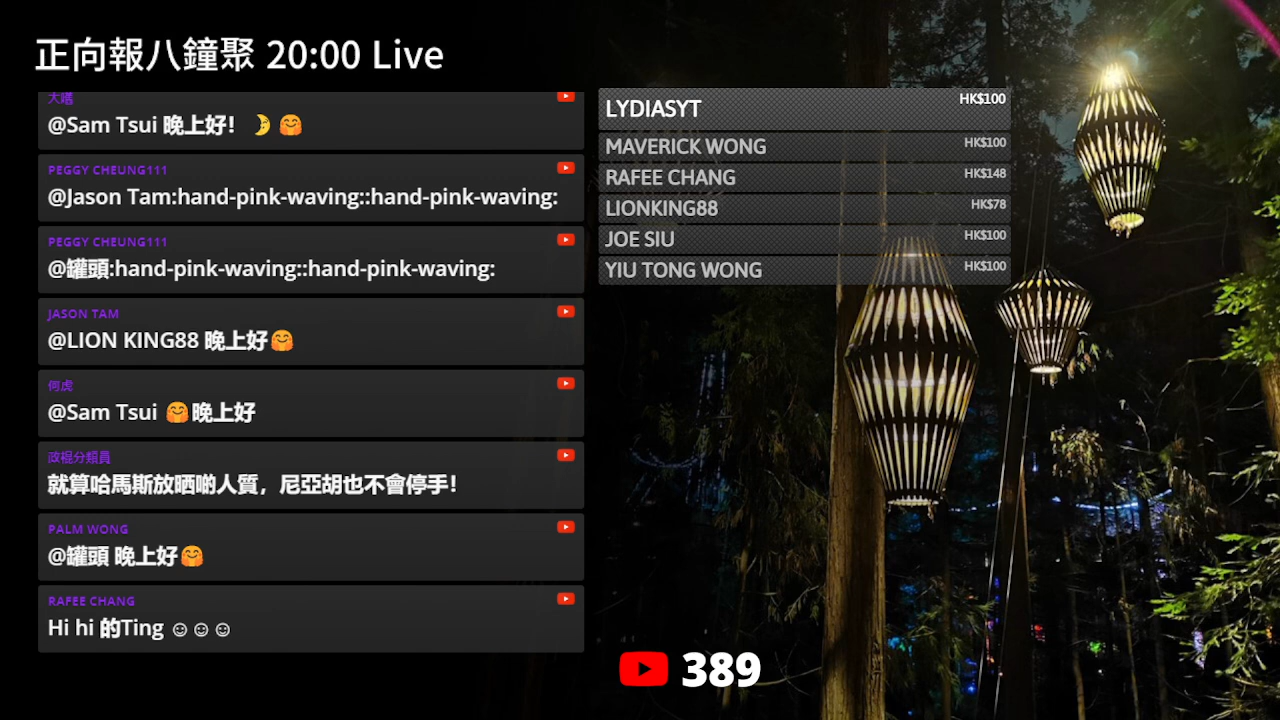 正向報八鐘聚 20:00 Live
@Sam Tsui 晚上好！🌛🤗
PEGGY CHEUNG111
@Jason Tam:hand-pink-waving::hand-pink-waving:
PEGGY CHEUNG111
@罐頭:hand-pink-waving::hand-pink-waving:
JASON TAM
@LION KING88 晚上好🤗
何虎
@Sam Tsui 🤗晚上好
政棍分類員
就算哈馬斯放晒啲人質，尼亞胡也不會停手！
PALM WONG
@罐頭 晚上好🤗
RAFEE CHANG
Hi hi 的Ting ☺☺☺
LYDIASYT HK$100
MAVERICK WONG HK$100
RAFEE CHANG HK$148
LIONKING88 HK$78
JOE SIU HK$100
YIU TONG WONG HK$100
389